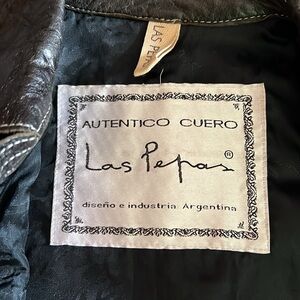 LAS PEPAS
AUTENTICO CUERO
Las Pepas ®
diseño e industria Argentina